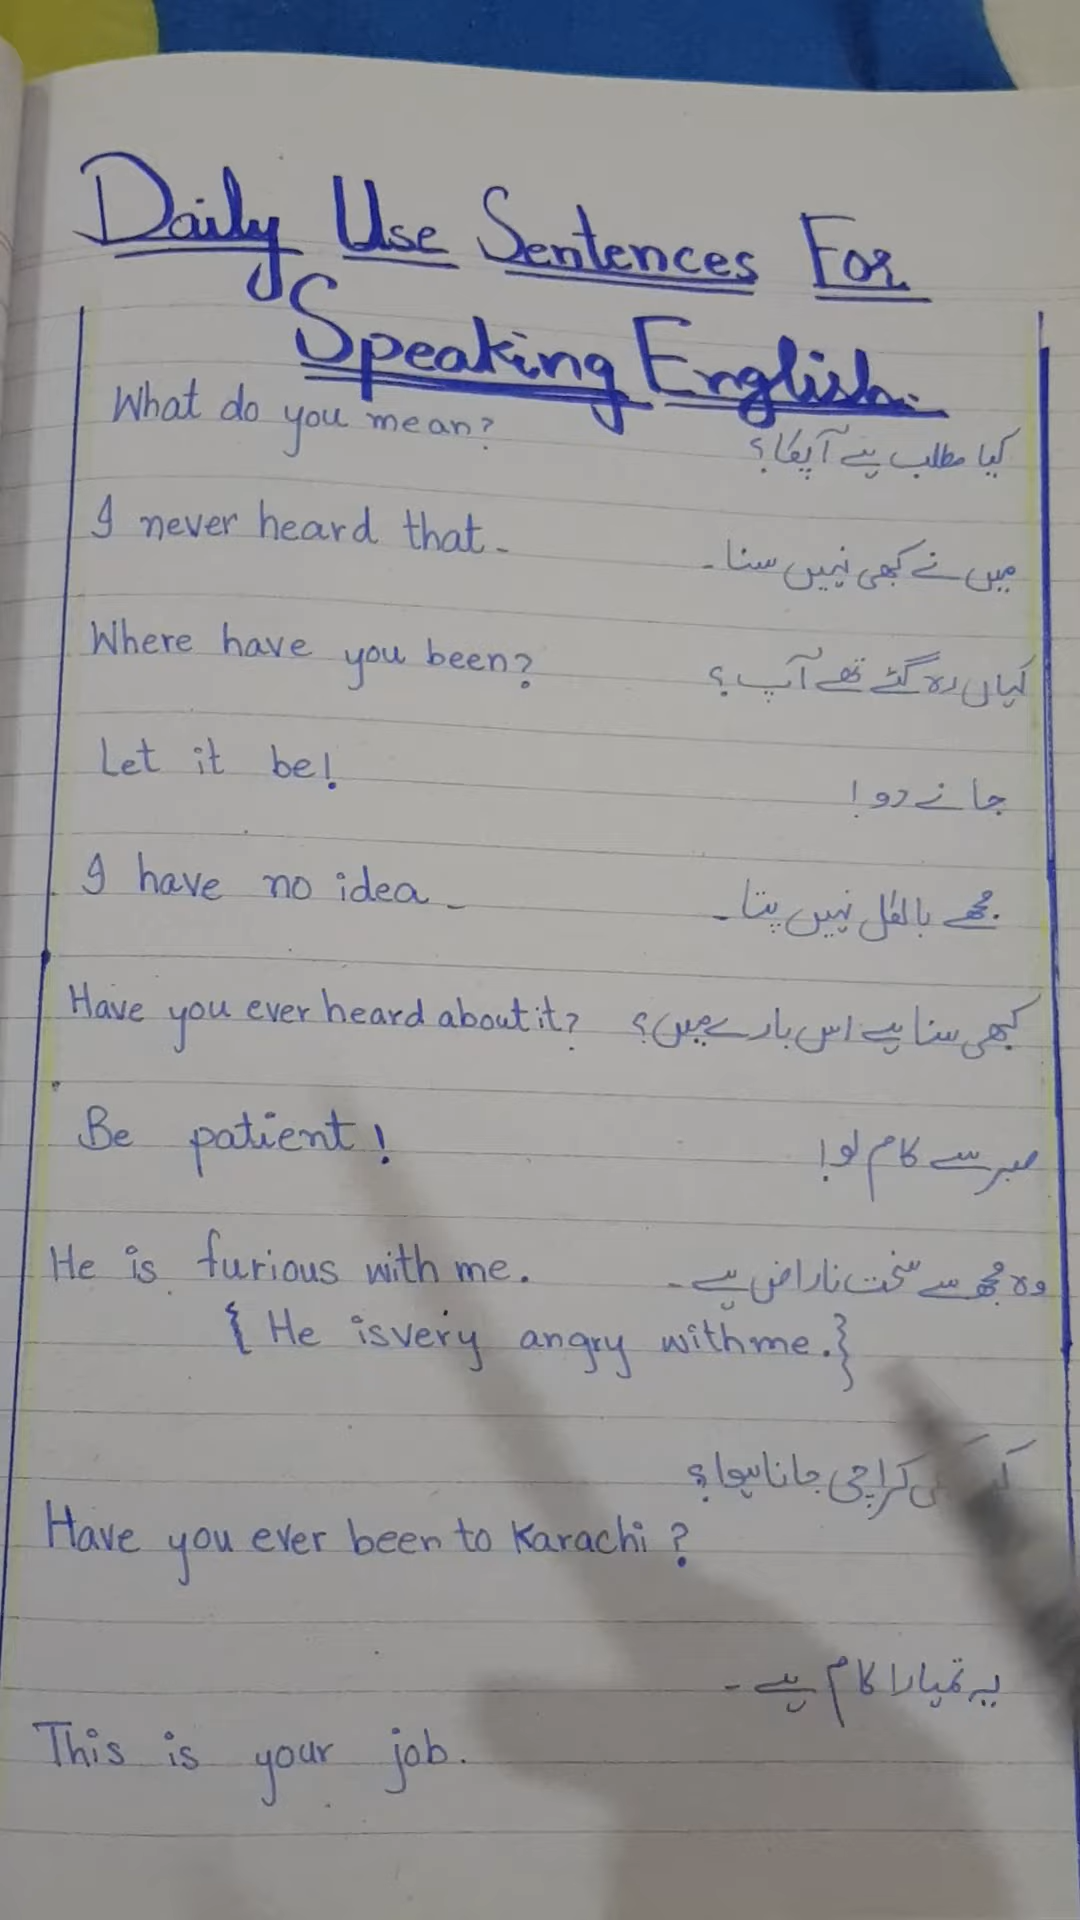 Daily Use Sentences For
Speaking English.
What do you mean?
کیا مطلب ہے آپکا؟
I never heard that.
میں نے کبھی نہیں سنا۔
Where have you been?
کہاں رہ گئے تھے آپ؟
Let it be!
جانے دو!
I have no idea.
مجھے بالکل نہیں پتا۔
Have you ever heard about it?
کبھی سنا ہے اس بارے میں؟
Be patient!
صبر سے کام لو!
He is furious with me.
وہ مجھ سے سخت ناراض ہے۔
{ He is very angry with me. }
کراچی جانا ہوا؟
Have you ever been to Karachi?
یہ تمہارا کام ہے۔
This is your job.